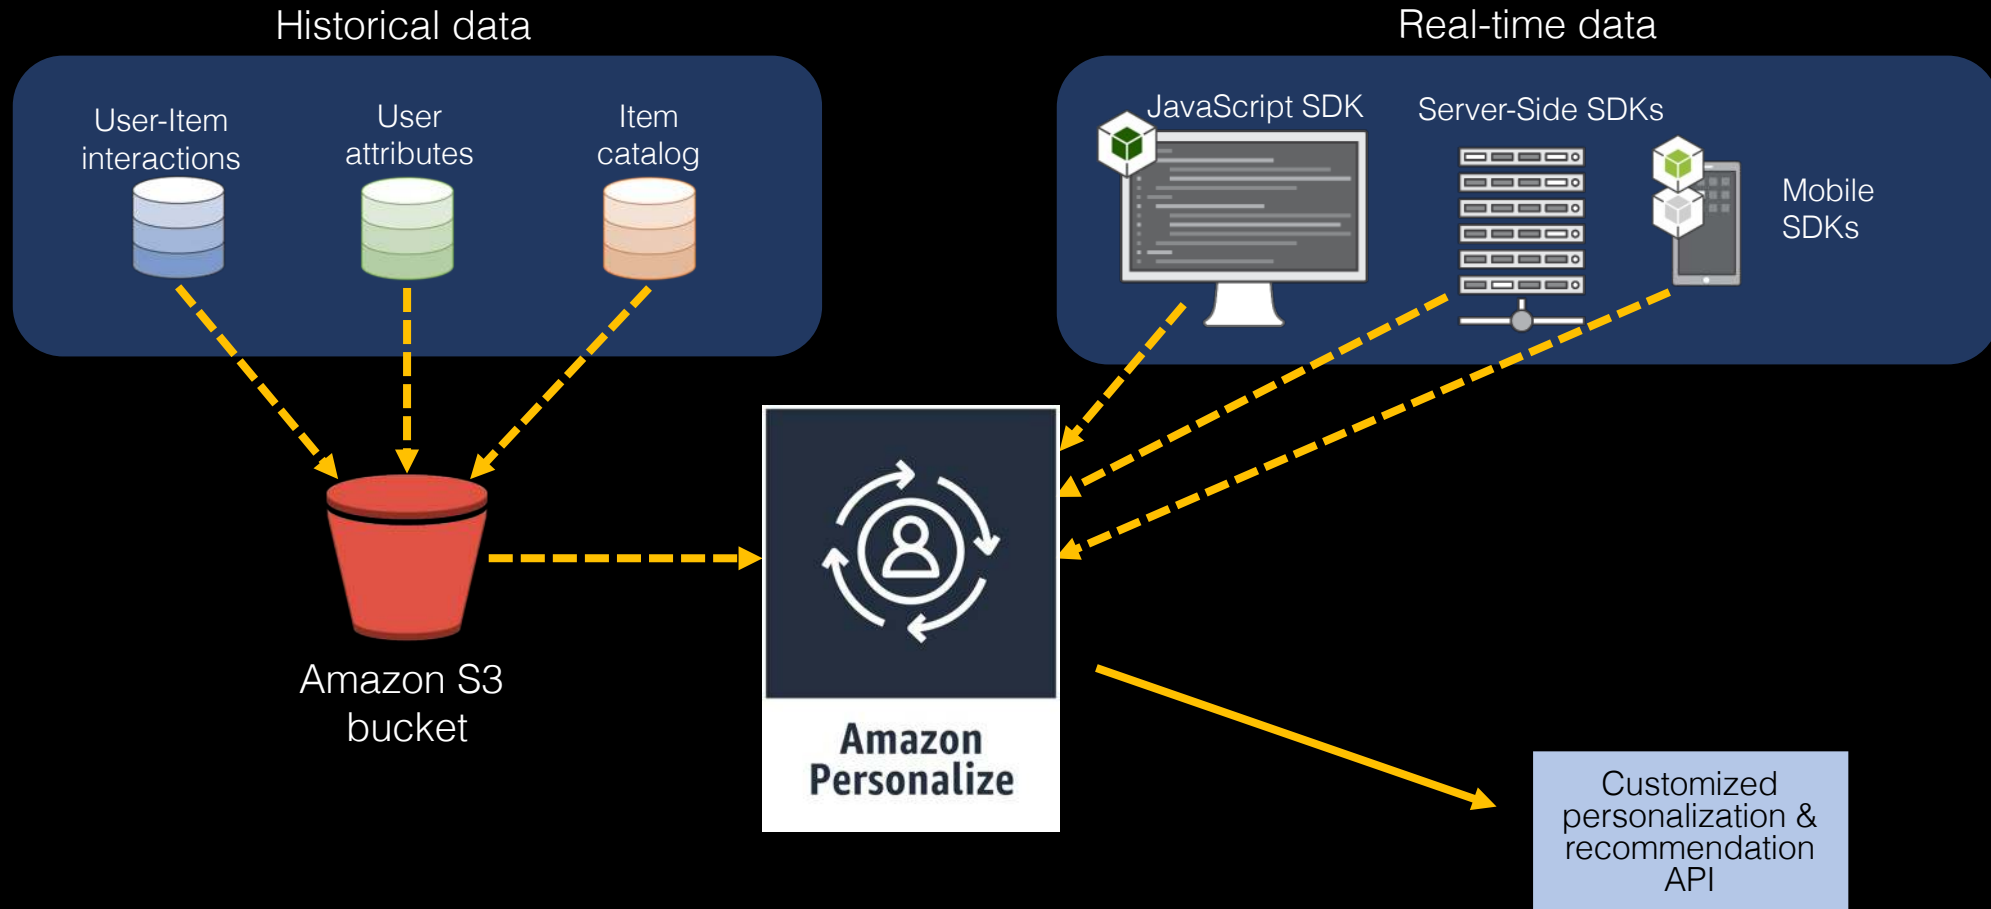 Historical data
User-Item
interactions
User
attributes
Item
catalog
Real-time data
JavaScript SDK
Server-Side SDKs
Mobile
SDKs
Amazon S3
bucket
Amazon
Personalize
Customized
personalization &
recommendation
API